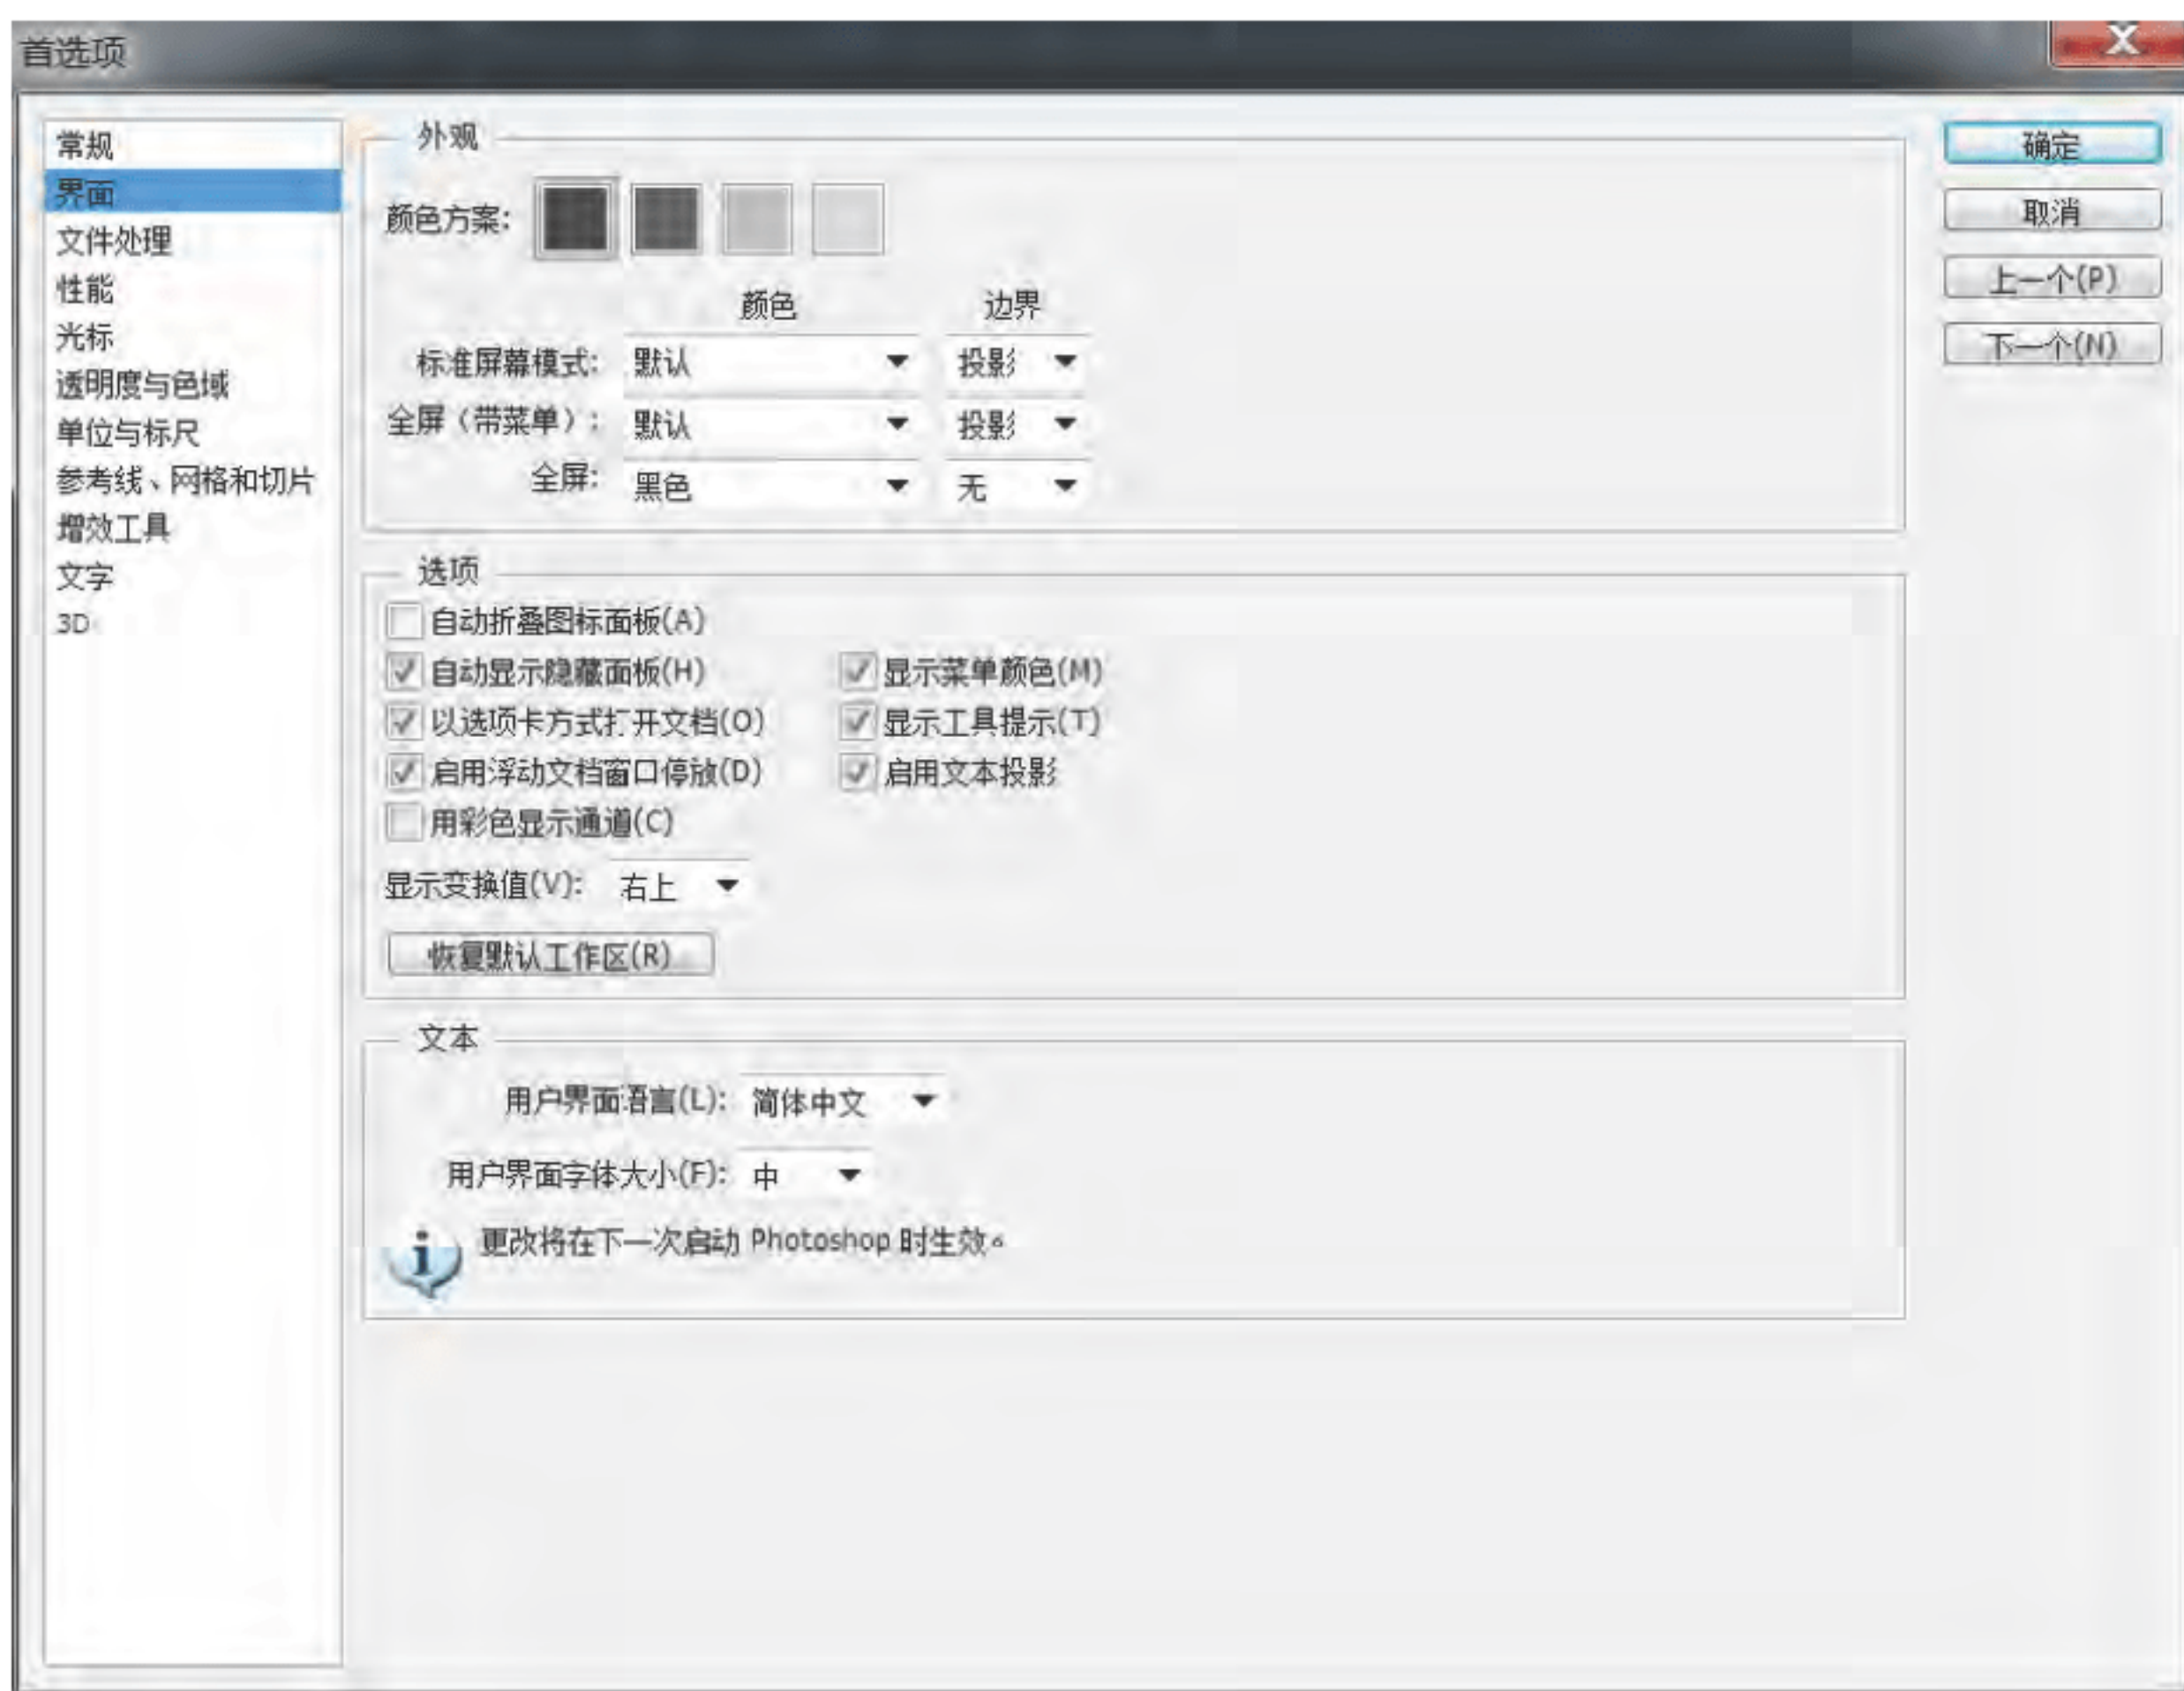 首选项
常规
界面
文件处理
性能
光标
透明度与色域
单位与标尺
参考线、网格和切片
增效工具
文字
3D
外观
颜色方案:
颜色 边界
标准屏幕模式: 默认 投影
全屏（带菜单）: 默认 投影
全屏: 黑色 无
选项
自动折叠图标面板(A)
自动显示隐藏面板(H) 显示菜单颜色(M)
以选项卡方式打开文档(O) 显示工具提示(T)
启用浮动文档窗口停放(D) 启用文本投影
用彩色显示通道(C)
显示变换值(V): 右上
恢复默认工作区(R)
文本
用户界面语言(L): 简体中文
用户界面字体大小(F): 中
更改将在下一次启动 Photoshop 时生效。
确定
取消
上一个(P)
下一个(N)